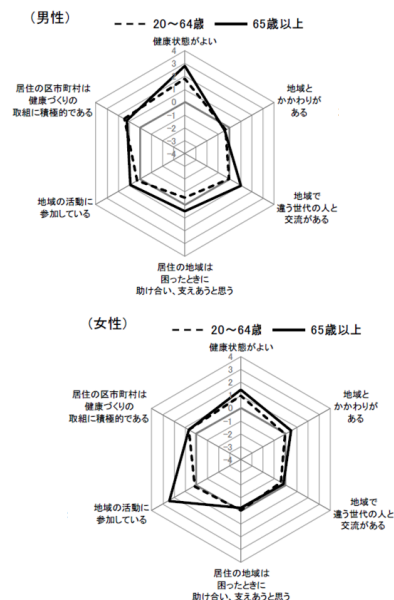 （男性）
20～64歳
65歳以上
健康状態がよい
4
3
2
1
0
-1
-2
-3
-4
居住の区市町村は
健康づくりの
取組に積極的である
地域と
かかわりが
ある
地域の活動に
参加している
地域で
違う世代の人と
交流がある
居住の地域は
困ったときに
助け合い、支えあうと思う
（女性）
20～64歳
65歳以上
健康状態がよい
4
3
2
1
0
-1
-2
-3
-4
居住の区市町村は
健康づくりの
取組に積極的である
地域と
かかわりが
ある
地域の活動に
参加している
地域で
違う世代の人と
交流がある
居住の地域は
困ったときに
助け合い、支えあうと思う